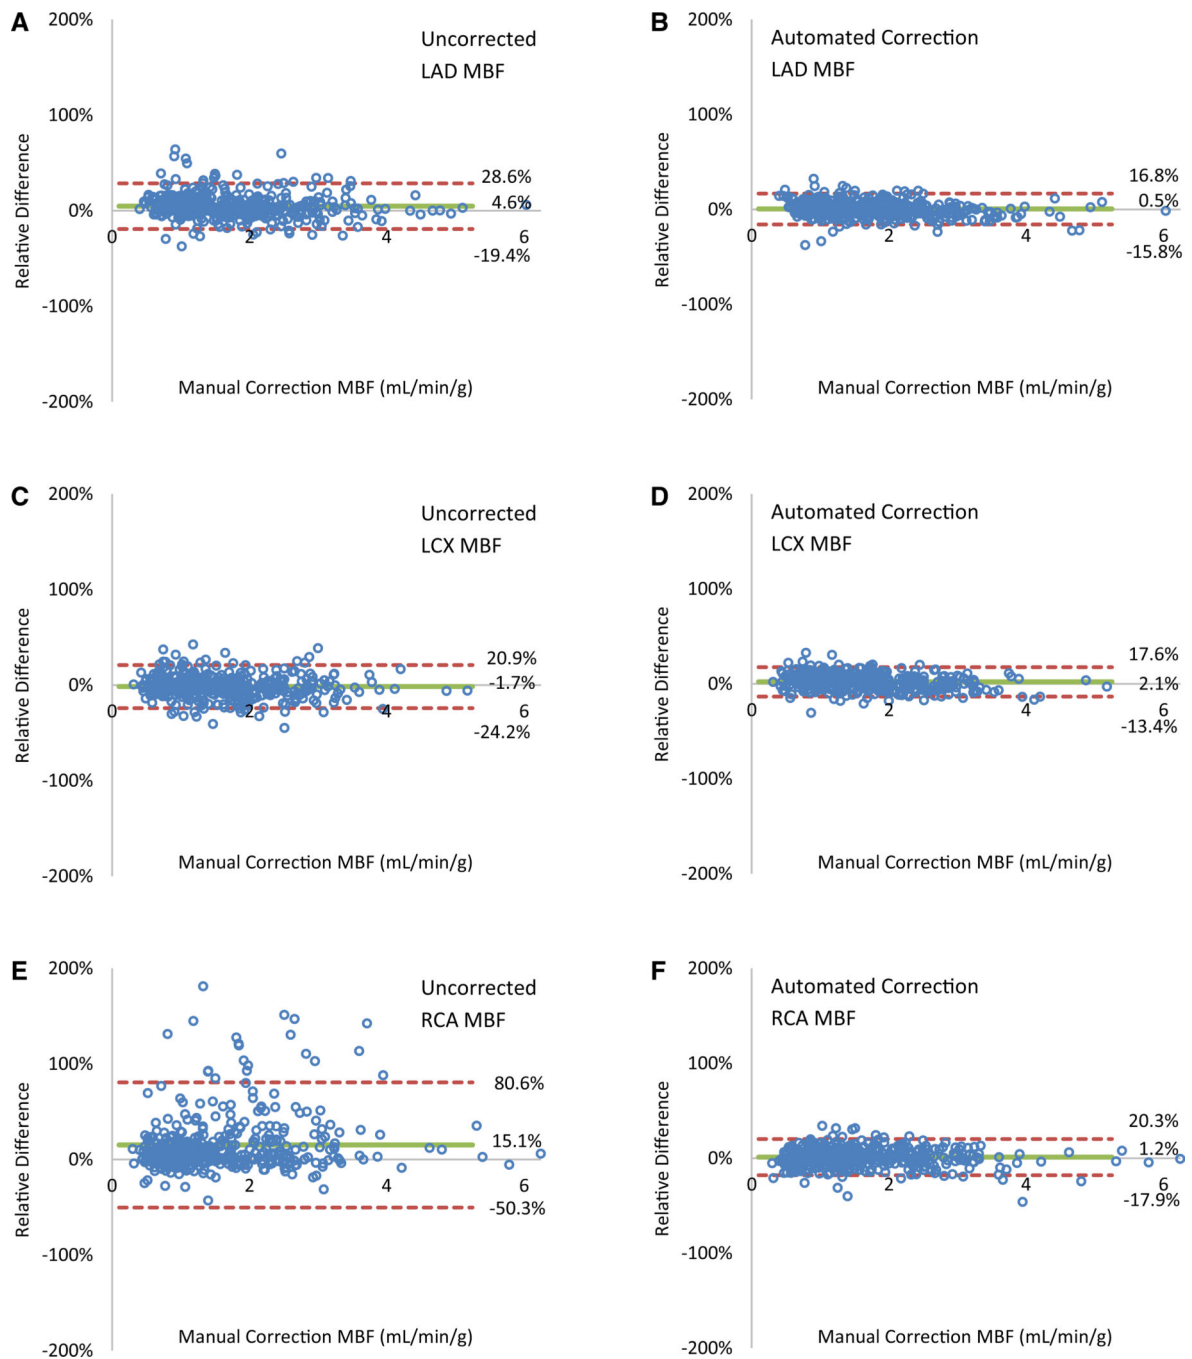 A
200%
Uncorrected
LAD MBF
100%
Relative Difference
28.6%
4.6%
0%
0
2
4
6
-19.4%
-100%
Manual Correction MBF (mL/min/g)
-200%
B
200%
Automated Correction
LAD MBF
100%
Relative Difference
16.8%
0.5%
0%
0
2
4
6
-15.8%
-100%
Manual Correction MBF (mL/min/g)
-200%
C
200%
Uncorrected
LCX MBF
100%
Relative Difference
20.9%
-1.7%
0%
0
2
4
6
-24.2%
-100%
Manual Correction MBF (mL/min/g)
-200%
D
200%
Automated Correction
LCX MBF
100%
Relative Difference
17.6%
2.1%
0%
0
2
4
6
-13.4%
-100%
Manual Correction MBF (mL/min/g)
-200%
E
200%
Uncorrected
RCA MBF
100%
Relative Difference
80.6%
15.1%
0%
0
2
4
6
-50.3%
-100%
Manual Correction MBF (mL/min/g)
-200%
F
200%
Automated Correction
RCA MBF
100%
Relative Difference
20.3%
1.2%
0%
0
2
4
6
-17.9%
-100%
Manual Correction MBF (mL/min/g)
-200%